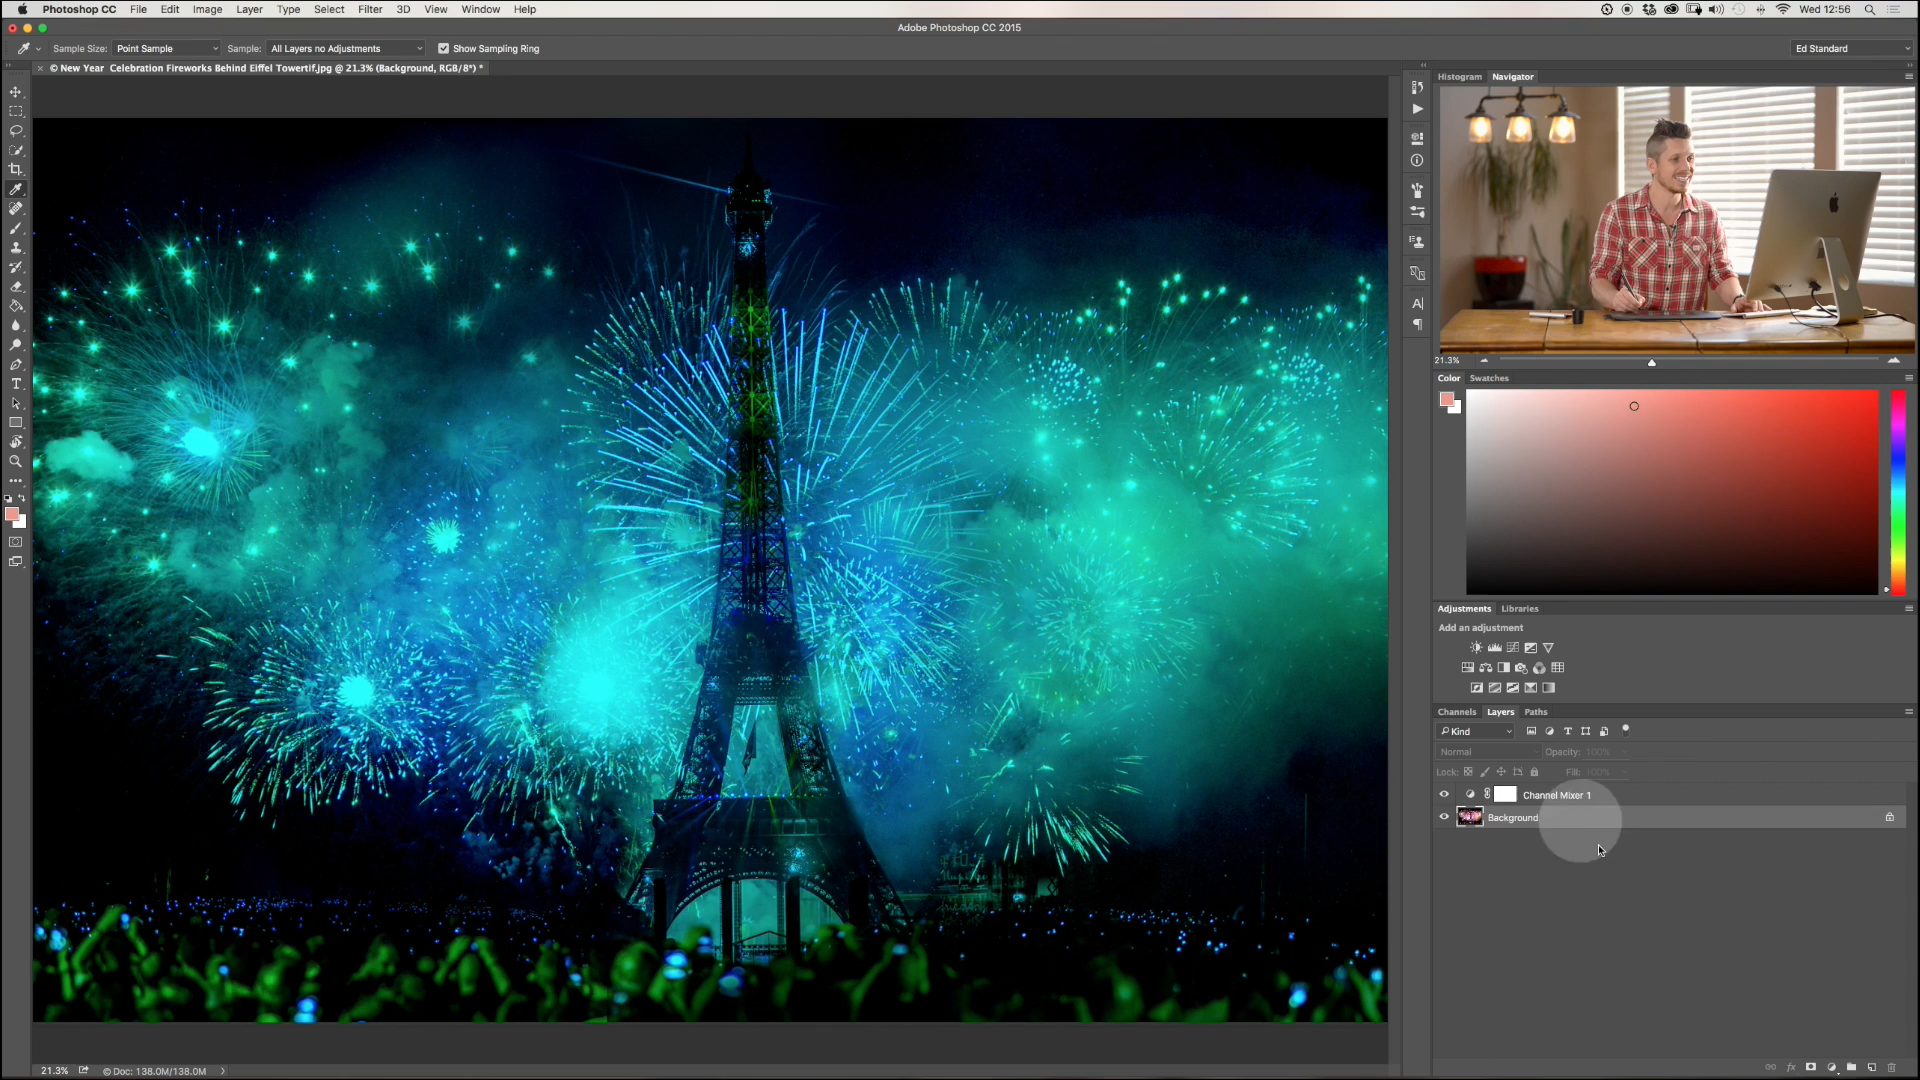 Photoshop CC File Edit Image Layer Type Select Filter 3D View Window Help Wed 12:56
Adobe Photoshop CC 2015
Sample Size: Point Sample Sample: All Layers no Adjustments Show Sampling Ring Ed Standard
× © New Year Celebration Fireworks Behind Eiffel Towertif.jpg @ 21.3% (Background, RGB/8*) *
Histogram Navigator
21.3%
Color Swatches
Adjustments Libraries
Add an adjustment
Channels Layers Paths
Kind
Normal Opacity: 100%
Lock: Fill: 100%
Channel Mixer 1
Background
21.3% © Doc: 138.0M/138.0M